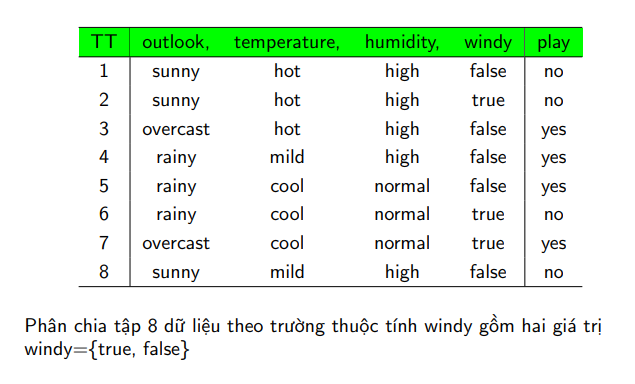 TT outlook, temperature, humidity, windy play
1 sunny hot high false no
2 sunny hot high true no
3 overcast hot high false yes
4 rainy mild high false yes
5 rainy cool normal false yes
6 rainy cool normal true no
7 overcast cool normal true yes
8 sunny mild high false no
Phân chia tập 8 dữ liệu theo trường thuộc tính windy gồm hai giá trị
windy={true, false}